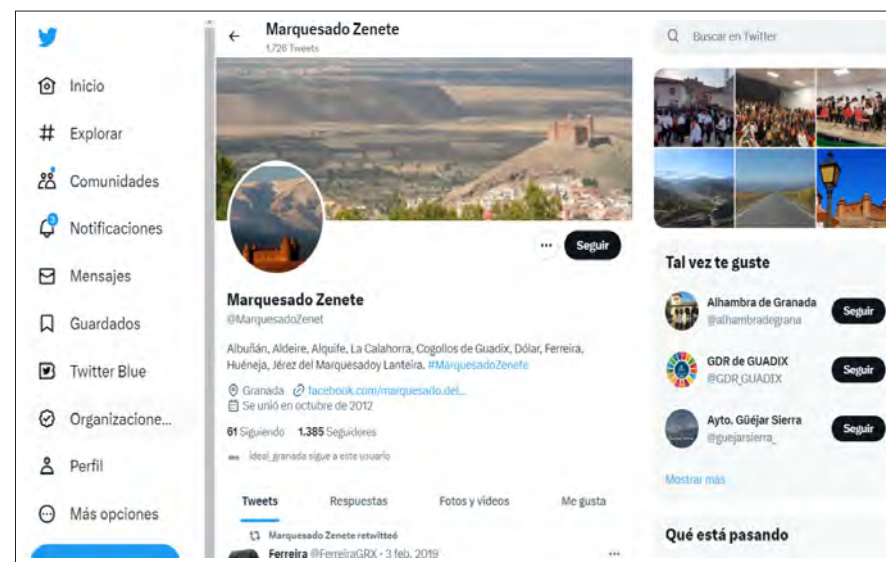 Inicio
Explorar
Comunidades
3
Notificaciones
Mensajes
Guardados
Twitter Blue
Organizacione...
Perfil
Más opciones
Marquesado Zenete
1.726 Tweets
Seguir
Marquesado Zenete
@MarquesadoZenet
Albuñán, Aldeire, Alquife, La Calahorra, Cogollos de Guadix, Dólar, Ferreira,
Huéneja, Jérez del Marquesadoy Lanteira. #MarquesadoZenete
Granada facebook.com/marquesado.del...
Se unió en octubre de 2012
61 Siguiendo 1.385 Seguidores
ideal_granada sigue a este usuario
Tweets Respuestas Fotos y vídeos Me gusta
Marquesado Zenete retwitteó
Ferreira @FerreiraGRX · 3 feb. 2019
Buscar en Twitter
Tal vez te guste
Alhambra de Granada
@alhambradegrana
Seguir
GDR de GUADIX
@GDR_GUADIX
Seguir
Ayto. Güéjar Sierra
@guejarsierra_
Seguir
Mostrar más
Qué está pasando